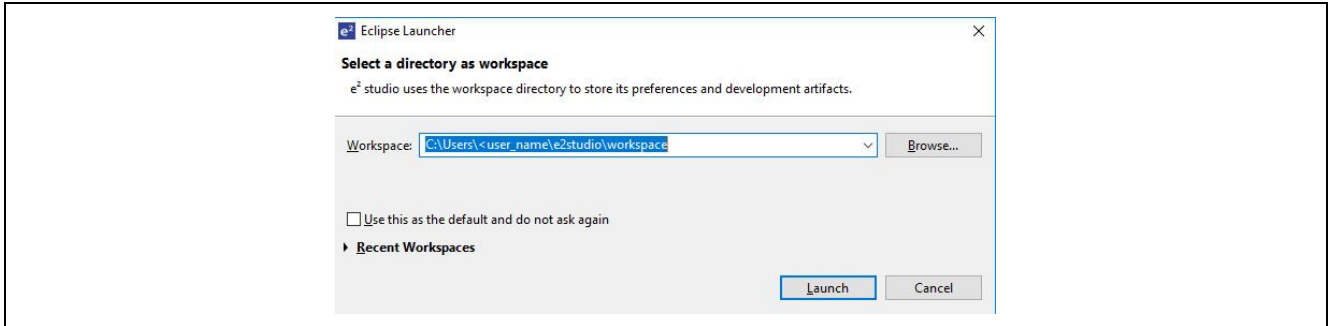 e² Eclipse Launcher
Select a directory as workspace
e² studio uses the workspace directory to store its preferences and development artifacts.
Workspace: C:\Users\<user_name\e2studio\workspace Browse...
Use this as the default and do not ask again
Recent Workspaces
Launch Cancel